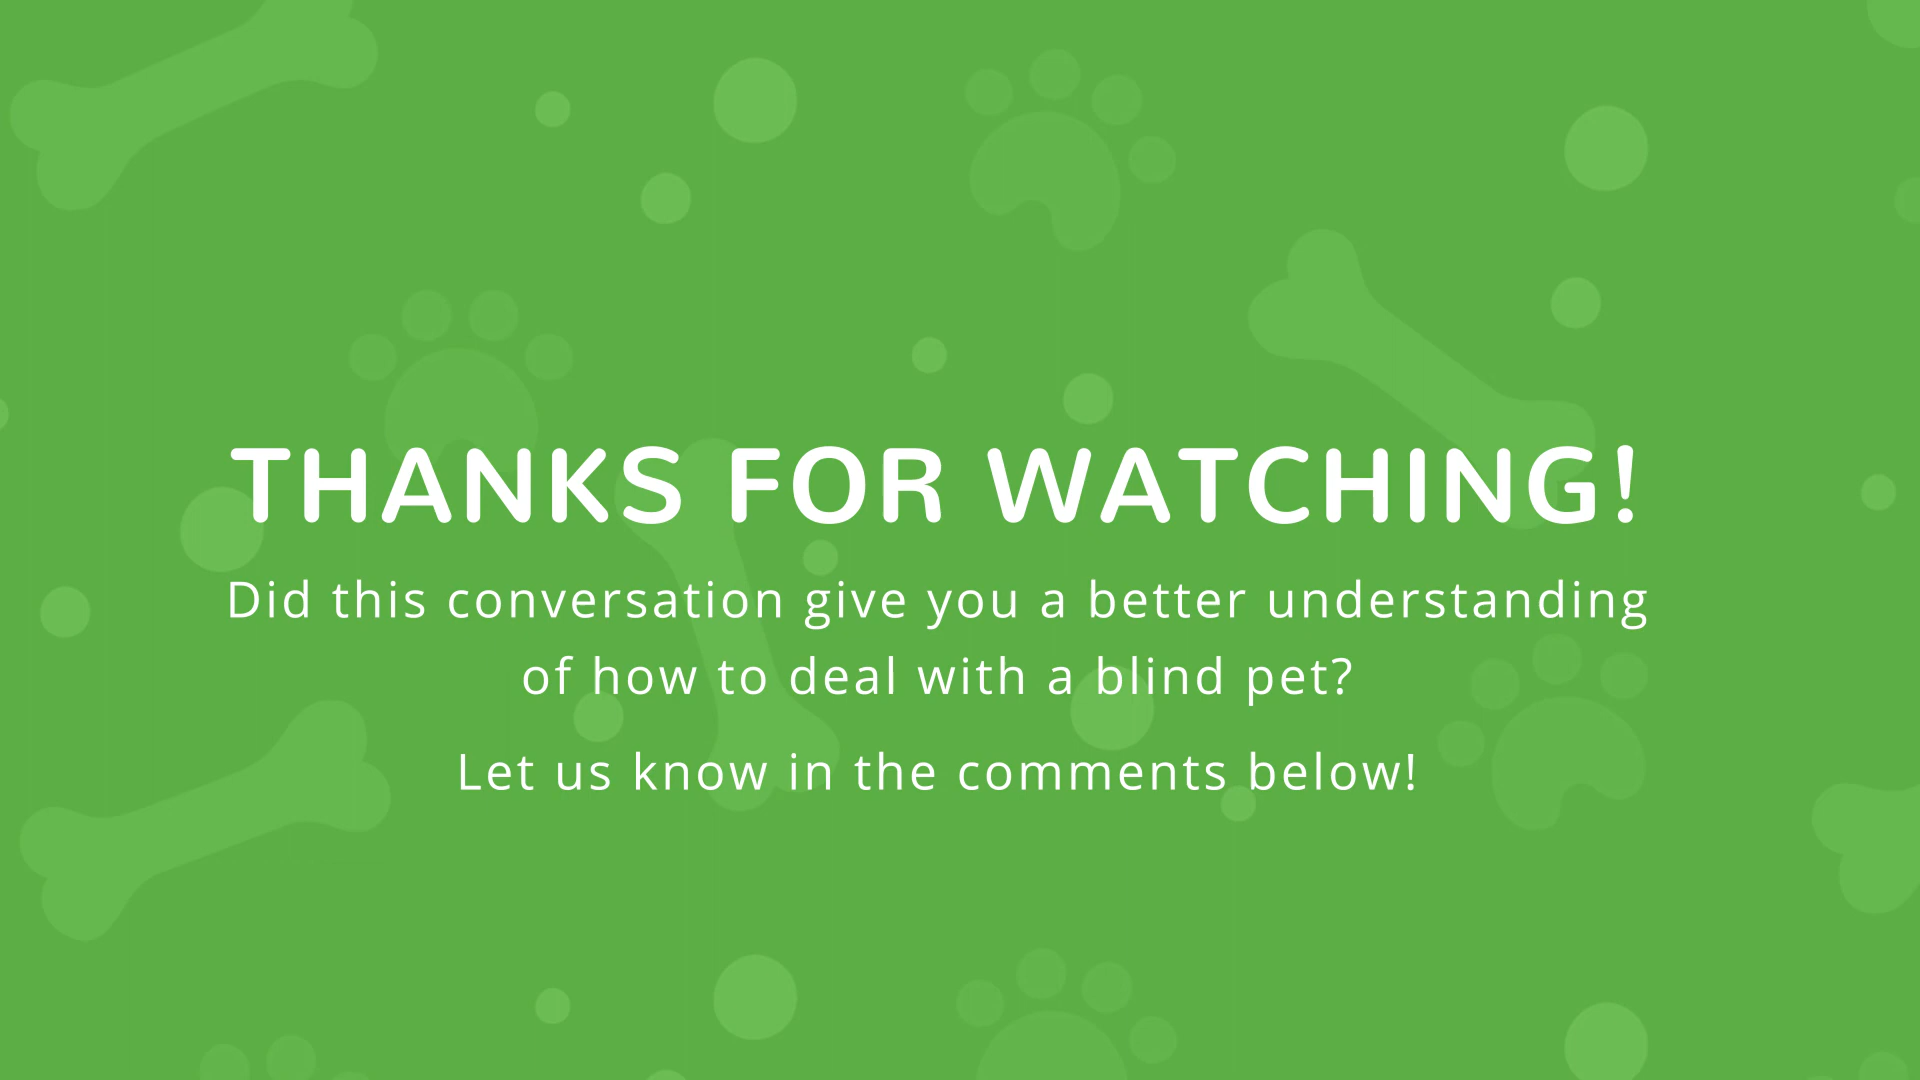 THANKS FOR WATCHING!
Did this conversation give you a better understanding
of how to deal with a blind pet?
Let us know in the comments below!